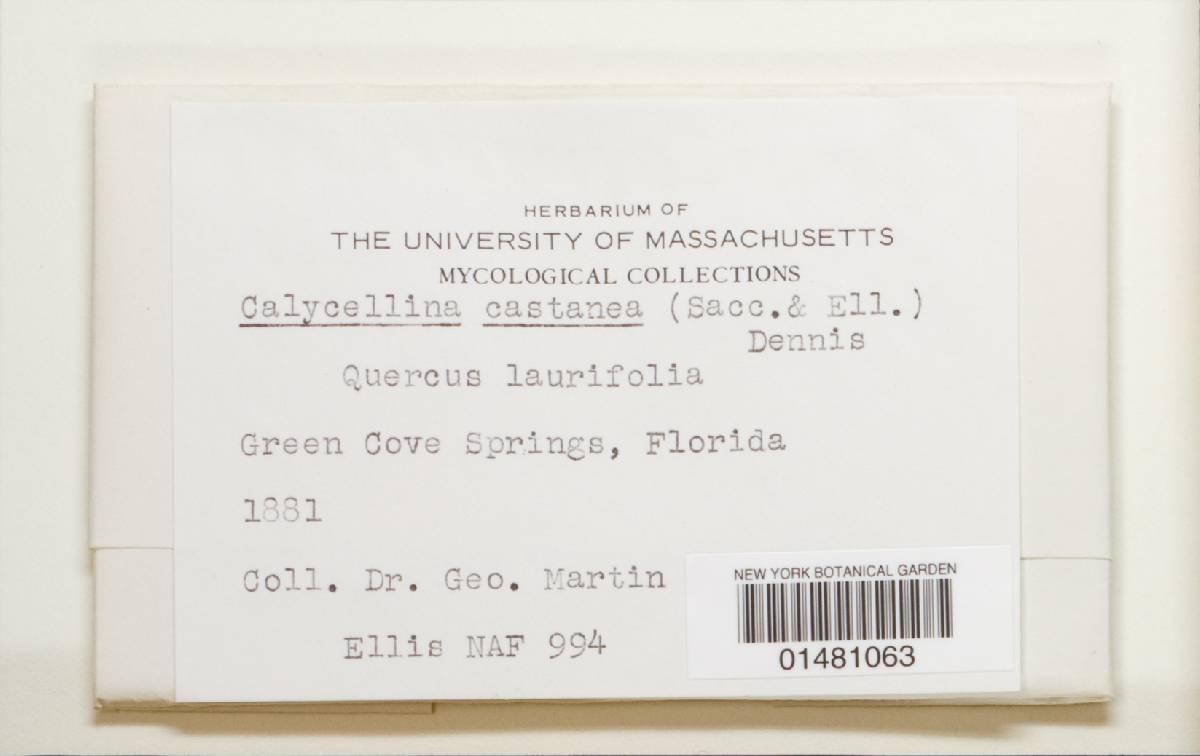 HERBARIUM OF
THE UNIVERSITY OF MASSACHUSETTS
MYCOLOGICAL COLLECTIONS
Calycellina castanea (Sacc.& Ell.)
Dennis
Quercus laurifolia
Green Cove Springs, Florida
1881
Coll. Dr. Geo. Martin
Ellis NAF 994
NEW YORK BOTANICAL GARDEN
01481063